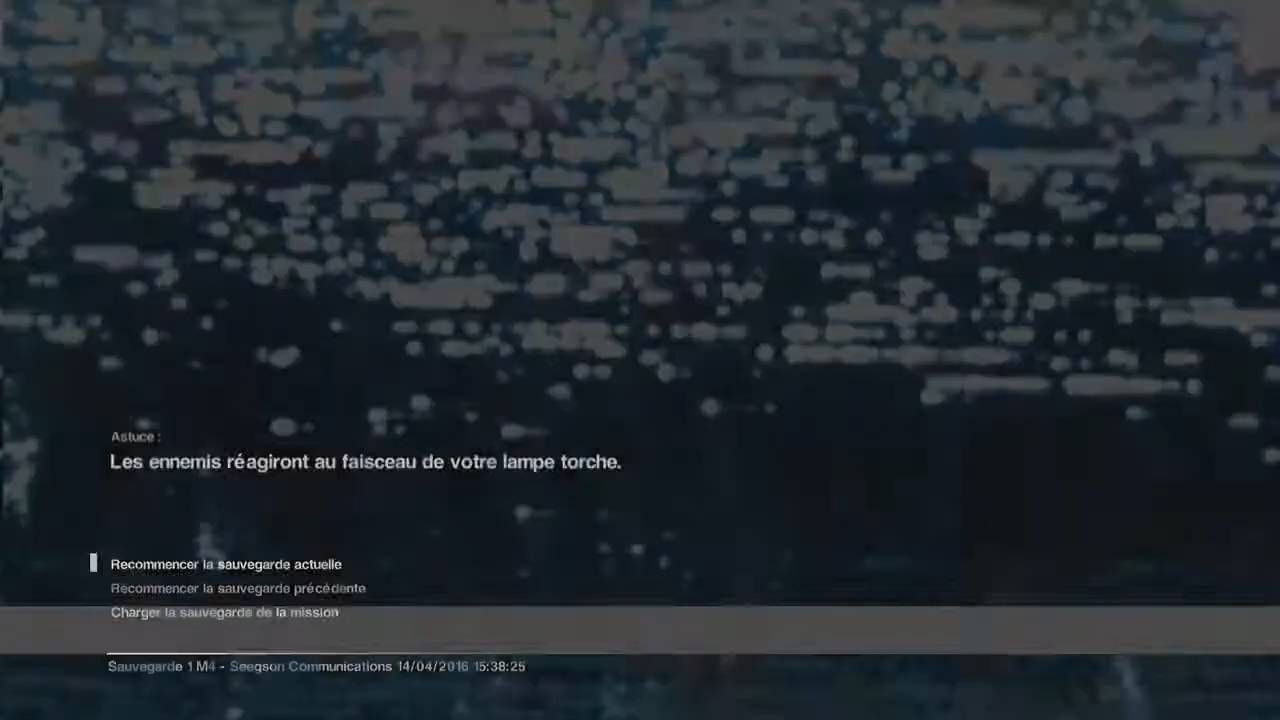 Astuce :
Les ennemis réagiront au faisceau de votre lampe torche.
Recommencer la sauvegarde actuelle
Recommencer la sauvegarde précédente
Charger la sauvegarde de la mission
Sauvegarde 1 M4 - Seegson Communications 14/04/2016 15:38:25